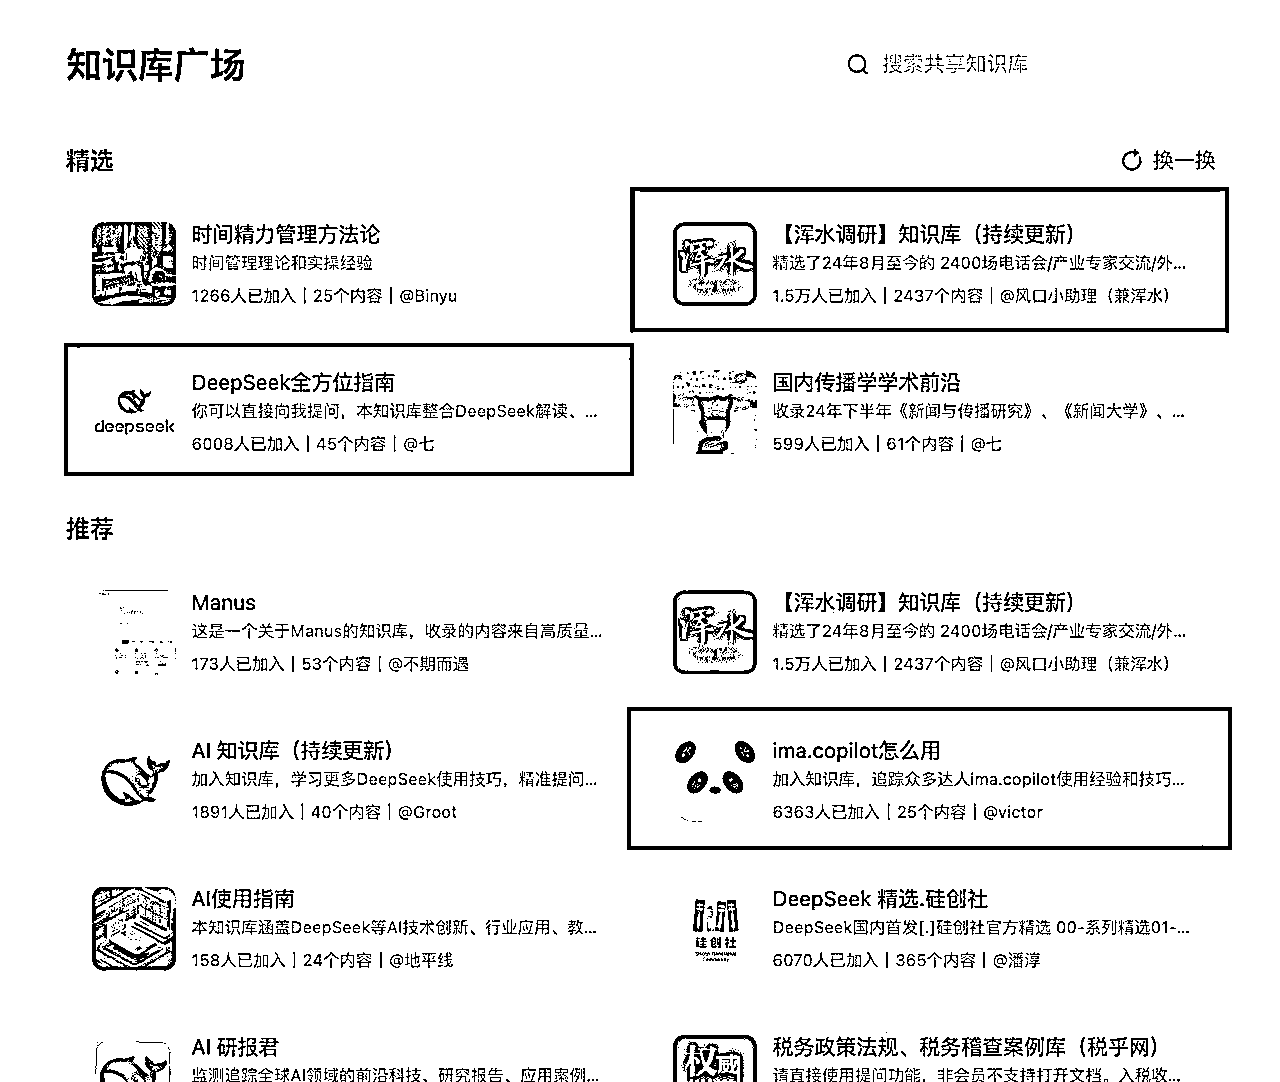 知识库广场
搜索共享知识库
精选
换一换
时间精力管理方法论
时间管理理论和实操经验
1266人已加入 | 25个内容 | @Binyu
浑水
【浑水调研】知识库（持续更新）
精选了24年8月至今的 2400场电话会/产业专家交流/外...
1.5万人已加入 | 2437个内容 | @风口小助理（兼浑水）
deepseek
DeepSeek全方位指南
你可以直接向我提问，本知识库整合DeepSeek解读、...
6008人已加入 | 45个内容 | @七
国内传播学学术前沿
收录24年下半年《新闻与传播研究》、《新闻大学》、...
599人已加入 | 61个内容 | @七
推荐
Manus
这是一个关于Manus的知识库，收录的内容来自高质量...
173人已加入 | 53个内容 | @不期而遇
浑水
【浑水调研】知识库（持续更新）
精选了24年8月至今的 2400场电话会/产业专家交流/外...
1.5万人已加入 | 2437个内容 | @风口小助理（兼浑水）
AI 知识库（持续更新）
加入知识库，学习更多DeepSeek使用技巧，精准提问...
1891人已加入 | 40个内容 | @Groot
ima.copilot怎么用
加入知识库，追踪众多达人ima.copilot使用经验和技巧...
6363人已加入 | 25个内容 | @victor
AI使用指南
本知识库涵盖DeepSeek等AI技术创新、行业应用、教...
158人已加入 | 24个内容 | @地平线
硅创社
DeepSeek 精选.硅创社
DeepSeek国内首发[.]硅创社官方精选 00-系列精选01-...
6070人已加入 | 365个内容 | @潘淳
AI 研报君
监测追踪全球AI领域的前沿科技、研究报告、应用案例...
权威
税务政策法规、税务稽查案例库（税乎网）
请直接使用提问功能，非会员不支持打开文档。入税收...